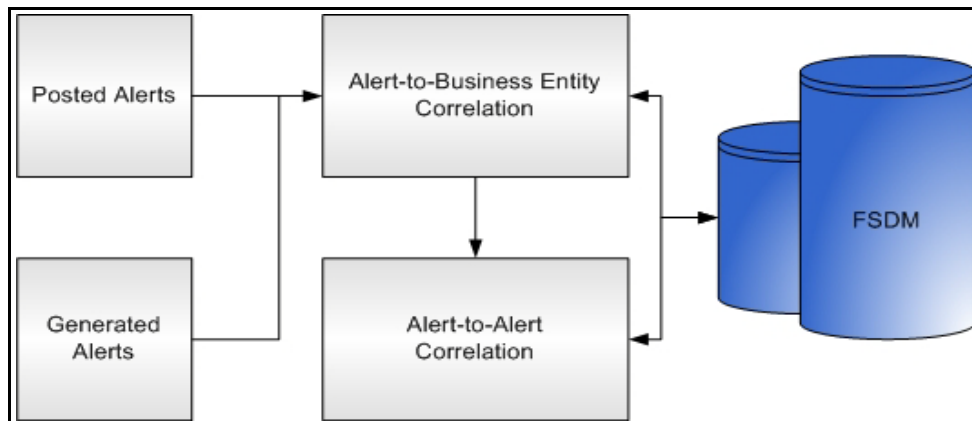 Posted Alerts
Alert-to-Business Entity
Correlation
FSDM
Generated
Alerts
Alert-to-Alert
Correlation